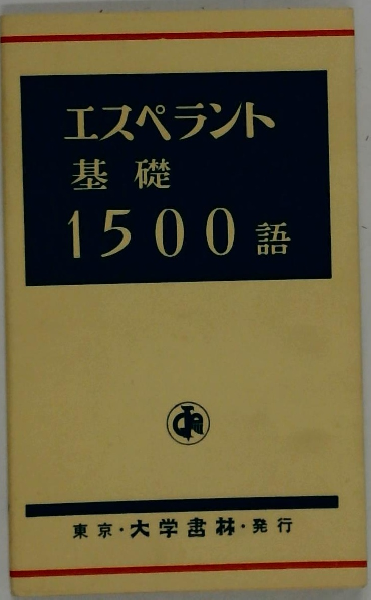 エスペラント
基礎
1500語
東京・大学書林・発行